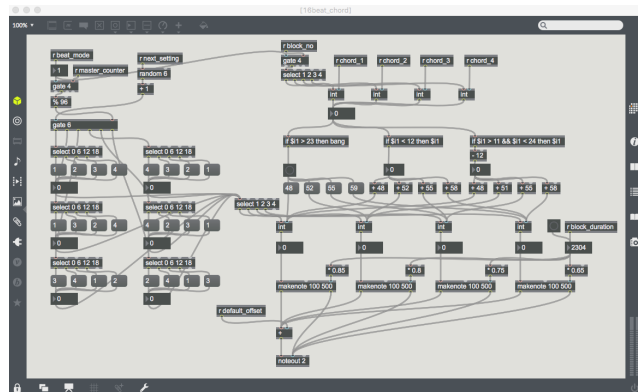 [16beat_chord]
100%
r beat_mode
r next_setting
r block_no
r chord_1
r chord_2
r chord_3
r chord_4
1
r master_counter
random 6
gate 4
gate 4
+ 1
select 1 2 3 4
% 96
int
int
int
int
0
gate 6
if $i1 > 23 then bang
if $i1 < 12 then $i1
if $i1 > 11 && $i1 < 24 then $i1
select 0 6 12 18
select 0 6 12 18
- 12
1
2
3
4
4
3
2
1
0
0
0
0
48
52
55
59
+ 48
+ 52
+ 55
+ 58
+ 48
+ 51
+ 55
+ 58
select 0 6 12 18
select 0 6 12 18
select 1 2 3 4
1
3
2
4
4
2
3
1
int
int
int
int
r block_duration
0
0
0
0
0
0
2304
select 0 6 12 18
select 0 6 12 18
* 0.85
* 0.8
* 0.75
* 0.65
3
4
1
2
2
4
1
3
makenote 100 500
makenote 100 500
makenote 100 500
makenote 100 500
0
0
r default_offset
+
noteout 2